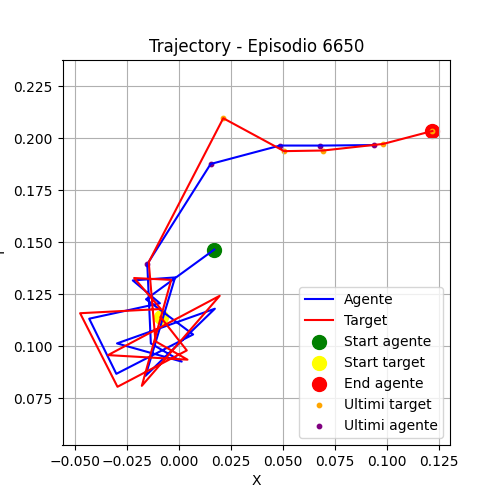 Trajectory - Episodio 6650
0.225
0.200
0.175
0.150
0.125
0.100
0.075
−0.050
−0.025
0.000
0.025
0.050
0.075
0.100
0.125
X
Agente
Target
Start agente
Start target
End agente
Ultimi target
Ultimi agente